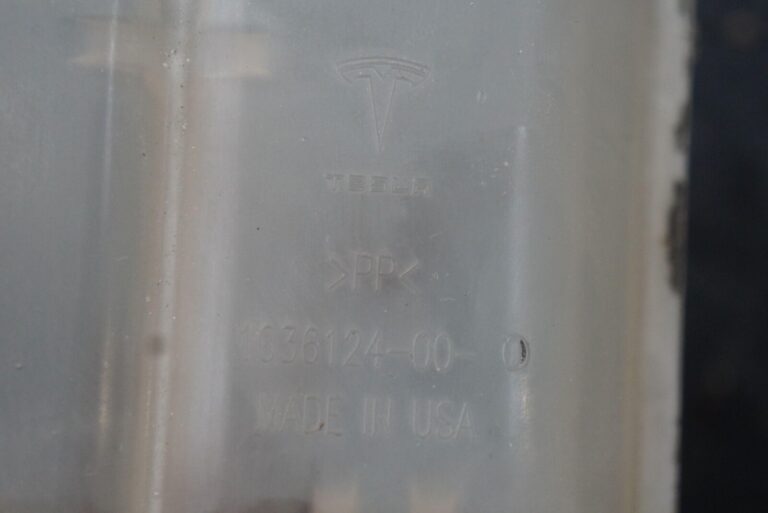 TESLA
>PP<
1036124-00-D
MADE IN USA